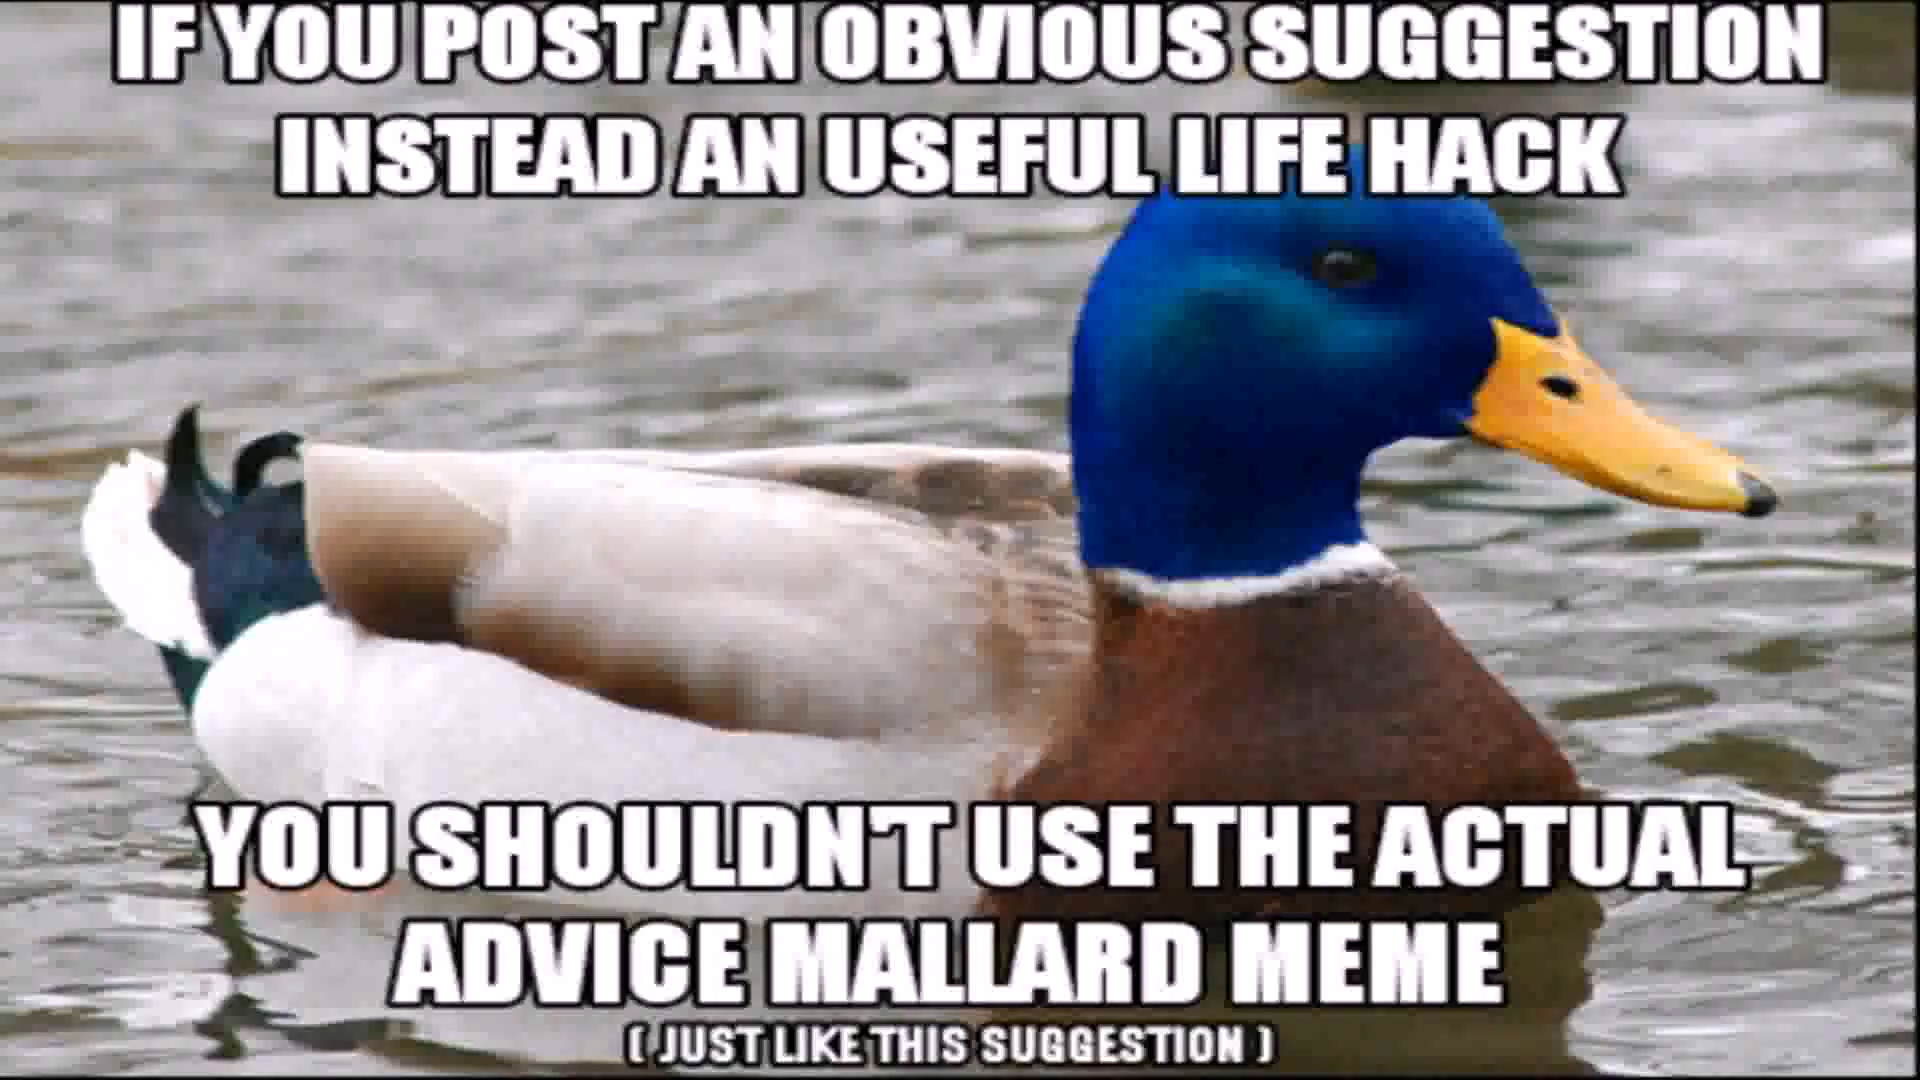 IF YOU POST AN OBVIOUS SUGGESTION
INSTEAD AN USEFUL LIFE HACK
YOU SHOULDN'T USE THE ACTUAL
ADVICE MALLARD MEME
( JUST LIKE THIS SUGGESTION )